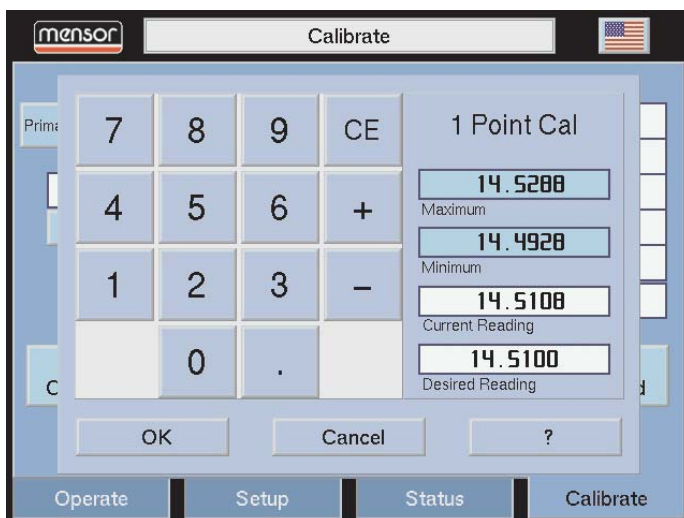 mensor
Calibrate
7 8 9 CE
4 5 6 +
1 2 3 –
0 .
1 Point Cal
14.5288
Maximum
14.4928
Minimum
14.5108
Current Reading
14.5100
Desired Reading
OK Cancel ?
Operate Setup Status Calibrate